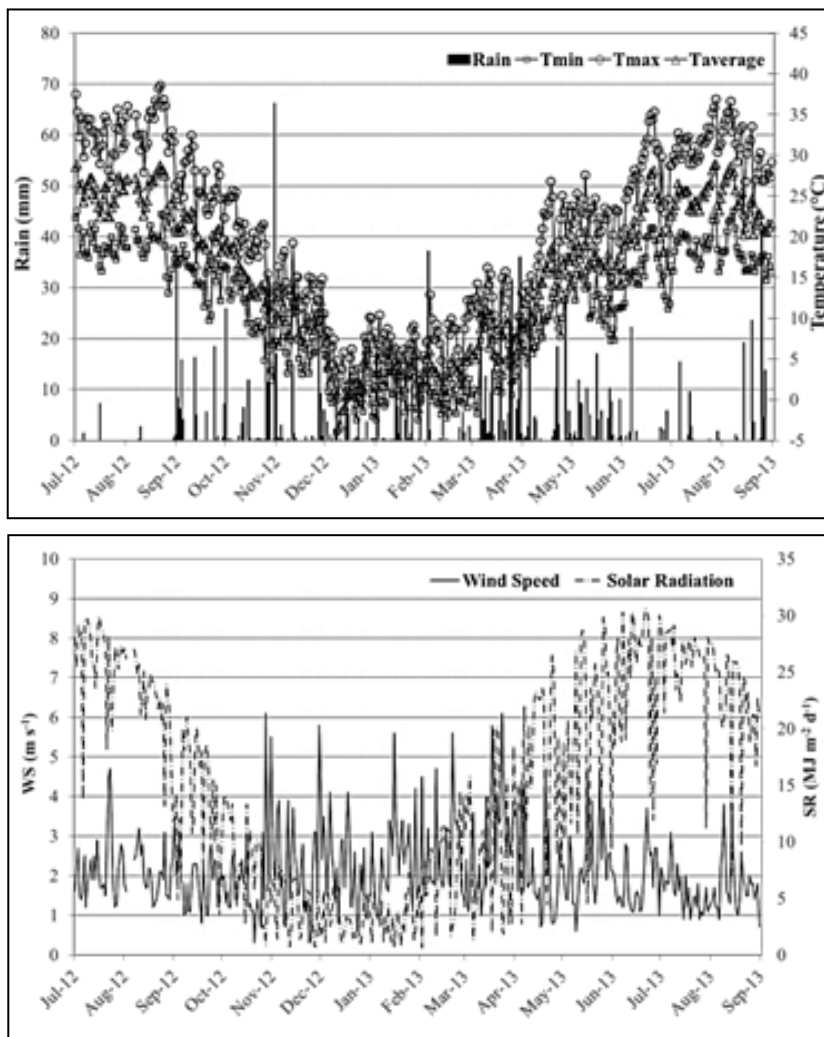 80
70
60
50
40
30
20
10
0
Rain (mm)
Rain Tmin Tmax Taverage
45
40
35
30
25
20
15
10
5
0
-5
Temperature (°C)
Jul-12
Aug-12
Sep-12
Oct-12
Nov-12
Dec-12
Jan-13
Feb-13
Mar-13
Apr-13
May-13
Jun-13
Jul-13
Aug-13
Sep-13
10
9
8
7
6
5
4
3
2
1
0
WS (m s-1)
Wind Speed Solar Radiation
35
30
25
20
15
10
5
0
SR (MJ m-2 d-1)
Jul-12
Aug-12
Sep-12
Oct-12
Nov-12
Dec-12
Jan-13
Feb-13
Mar-13
Apr-13
May-13
Jun-13
Jul-13
Aug-13
Sep-13